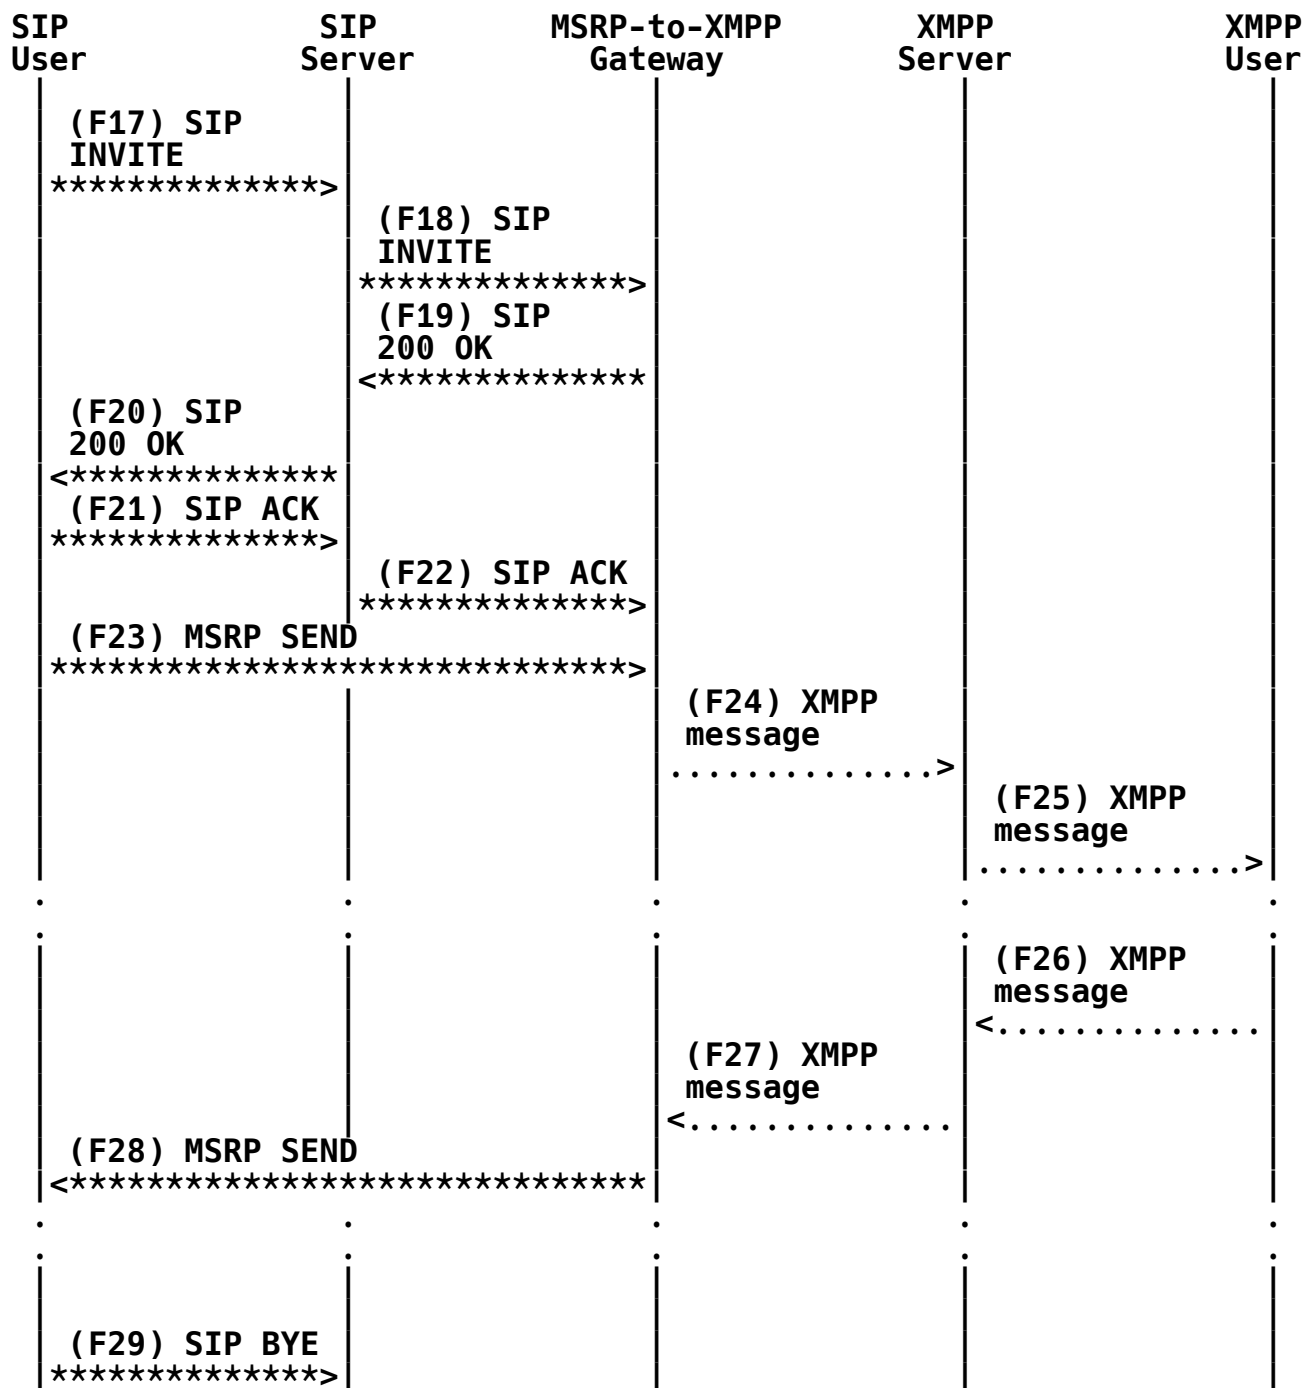 SIP SIP MSRP-to-XMPP XMPP XMPP
User Server Gateway Server User
(F17) SIP
INVITE
**************>
(F18) SIP
INVITE
**************>
(F19) SIP
200 OK
<**************
(F20) SIP
200 OK
<**************
(F21) SIP ACK
**************>
(F22) SIP ACK
**************>
(F23) MSRP SEND
******************************>
(F24) XMPP
message
..............>
(F25) XMPP
message
..............>
. . . . .
. . . . .
(F26) XMPP
message
<..............
(F27) XMPP
message
<..............
(F28) MSRP SEND
<******************************
. . . . .
. . . . .
(F29) SIP BYE
**************>